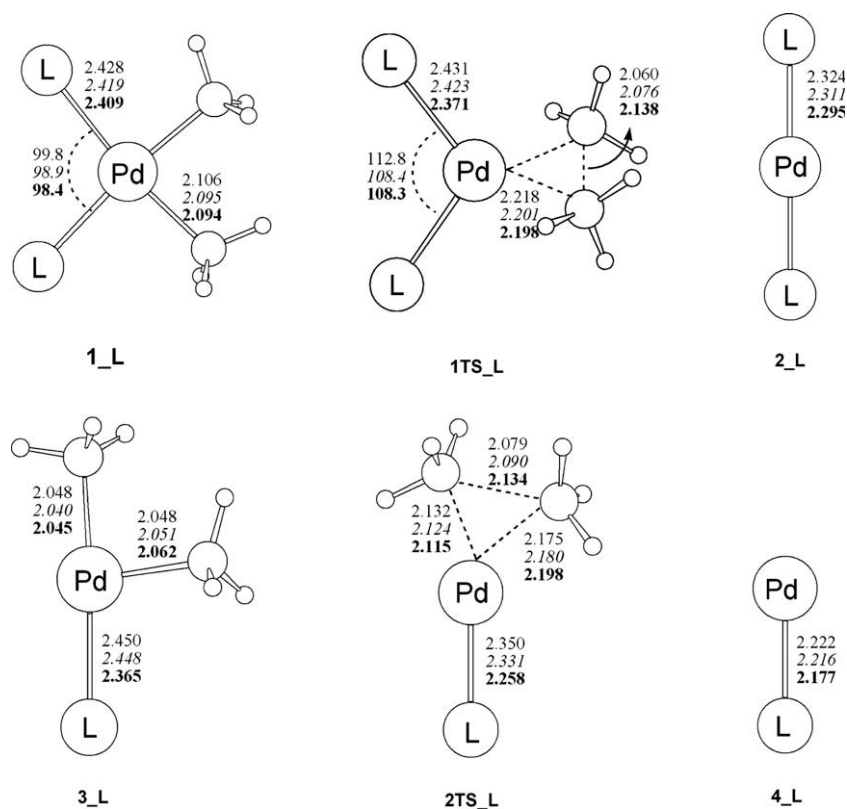 L
2.428
2.419
2.409
99.8
98.9
98.4
Pd
2.106
2.095
2.094
L
1_L
L
2.431
2.423
2.371
2.060
2.076
2.138
112.8
108.4
108.3
Pd
2.218
2.201
2.198
L
1TS_L
L
2.324
2.311
2.295
Pd
L
2_L
2.048
2.040
2.045
2.048
2.051
2.062
Pd
2.450
2.448
2.365
L
3_L
2.079
2.090
2.134
2.132
2.124
2.115
2.175
2.180
2.198
Pd
2.350
2.331
2.258
L
2TS_L
Pd
2.222
2.216
2.177
L
4_L